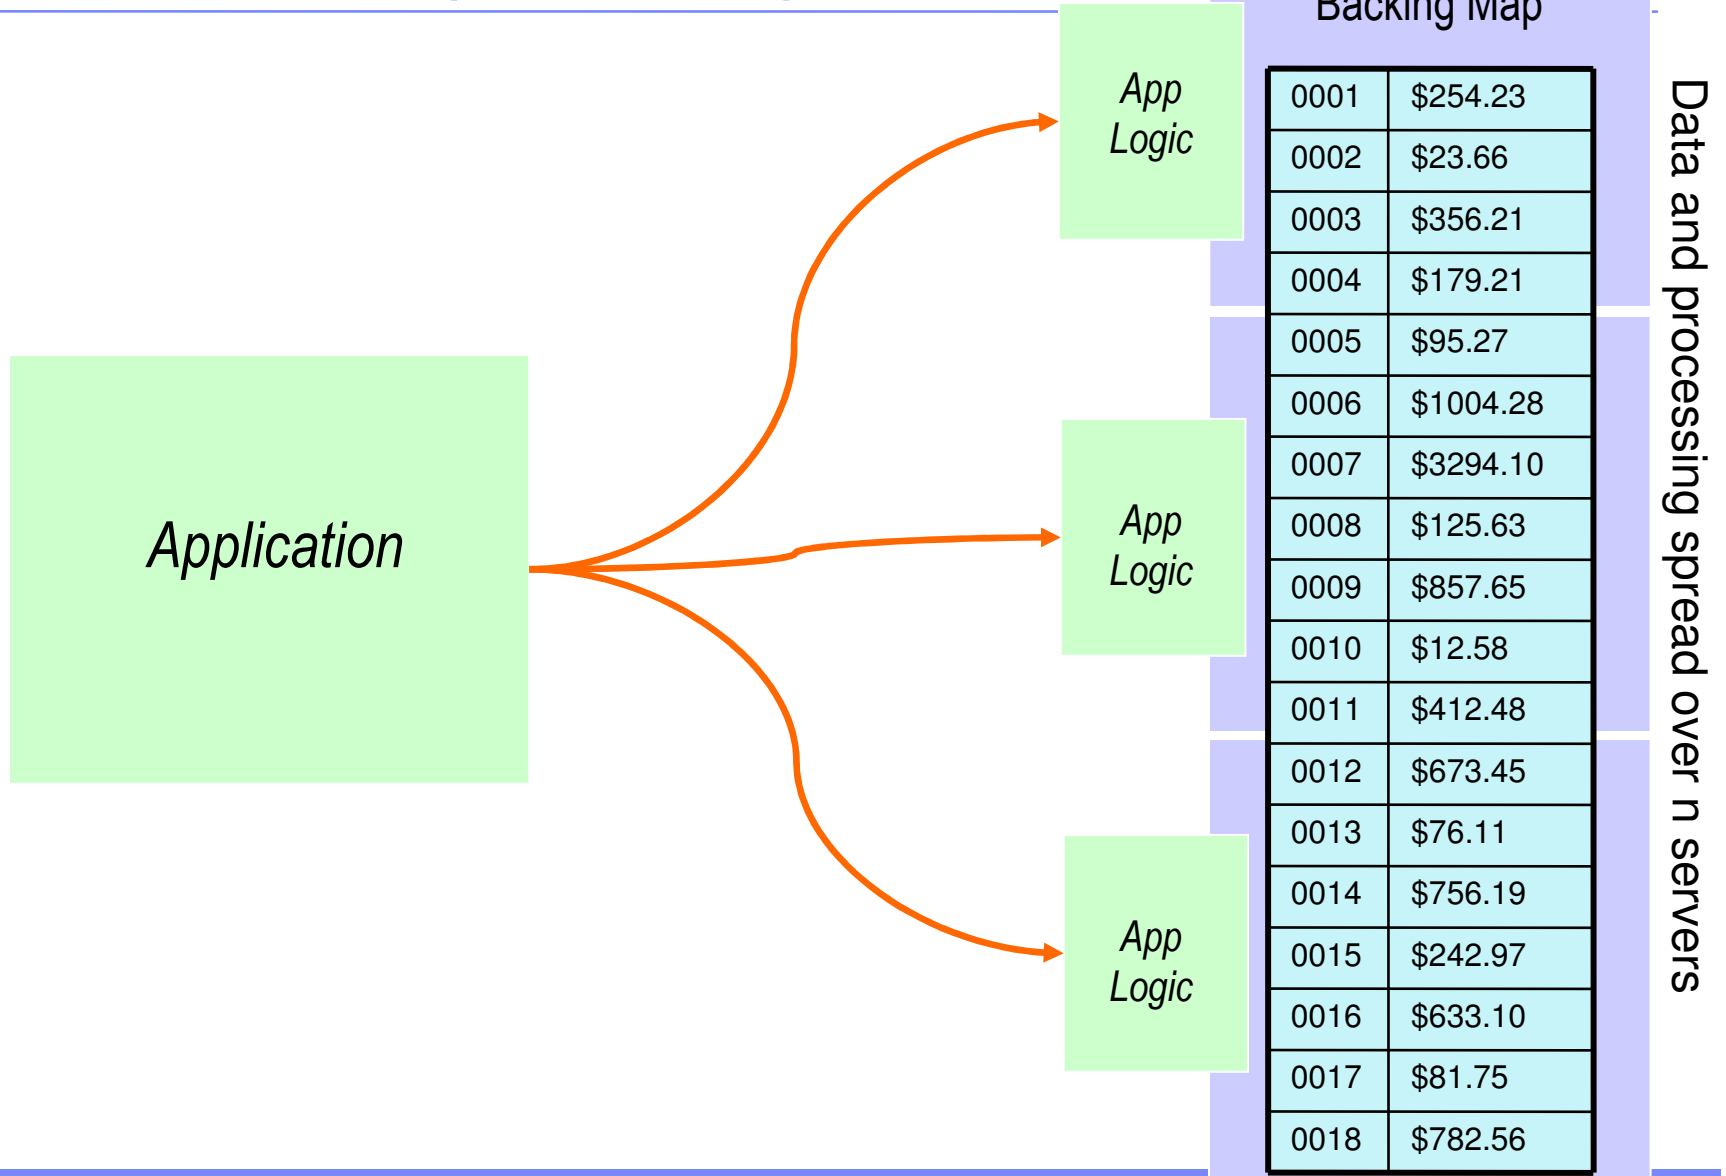 Backing Map
App
Logic
0001 $254.23
0002 $23.66
0003 $356.21
0004 $179.21
0005 $95.27
0006 $1004.28
0007 $3294.10
0008 $125.63
0009 $857.65
0010 $12.58
0011 $412.48
0012 $673.45
0013 $76.11
0014 $756.19
0015 $242.97
0016 $633.10
0017 $81.75
0018 $782.56
Application
App
Logic
App
Logic
Data and processing spread over n servers